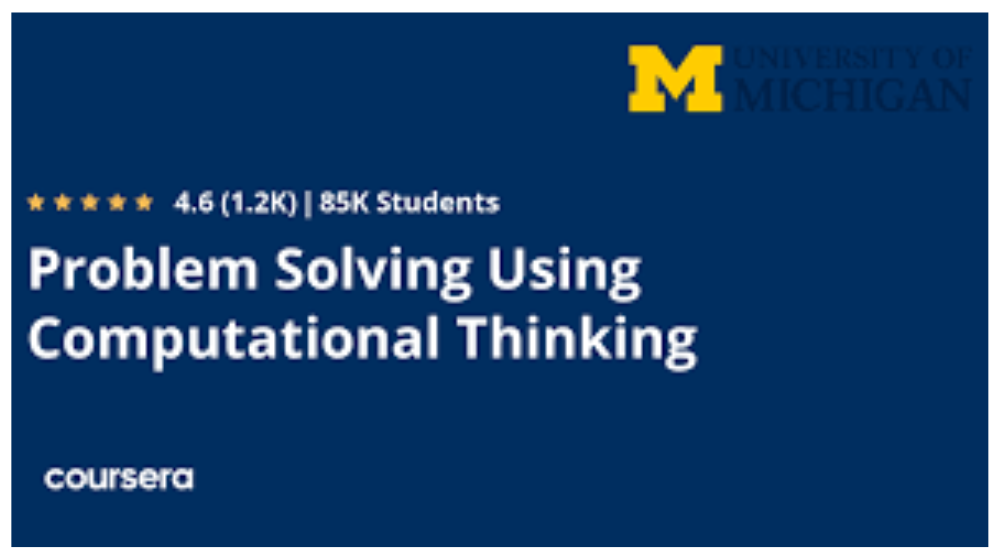 M UNIVERSITY OF
MICHIGAN
★★★★★ 4.6 (1.2K) | 85K Students
Problem Solving Using
Computational Thinking
coursera